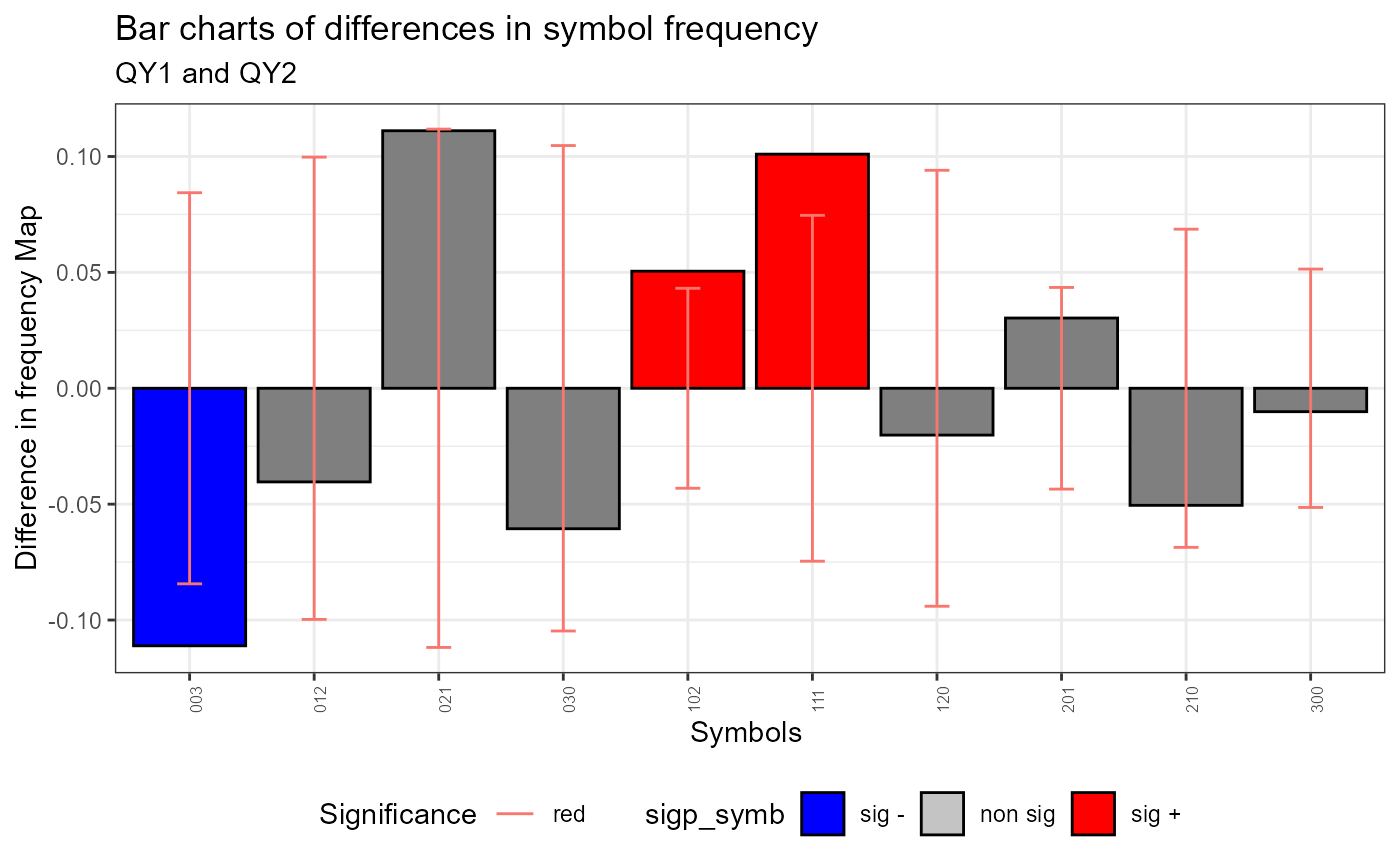 Bar charts of differences in symbol frequency
QY1 and QY2
Difference in frequency Map
0.10
0.05
0.00
-0.05
-0.10
003 012 021 030 102 111 120 201 210 300
Symbols
Significance red sigp_symb sig - non sig sig +